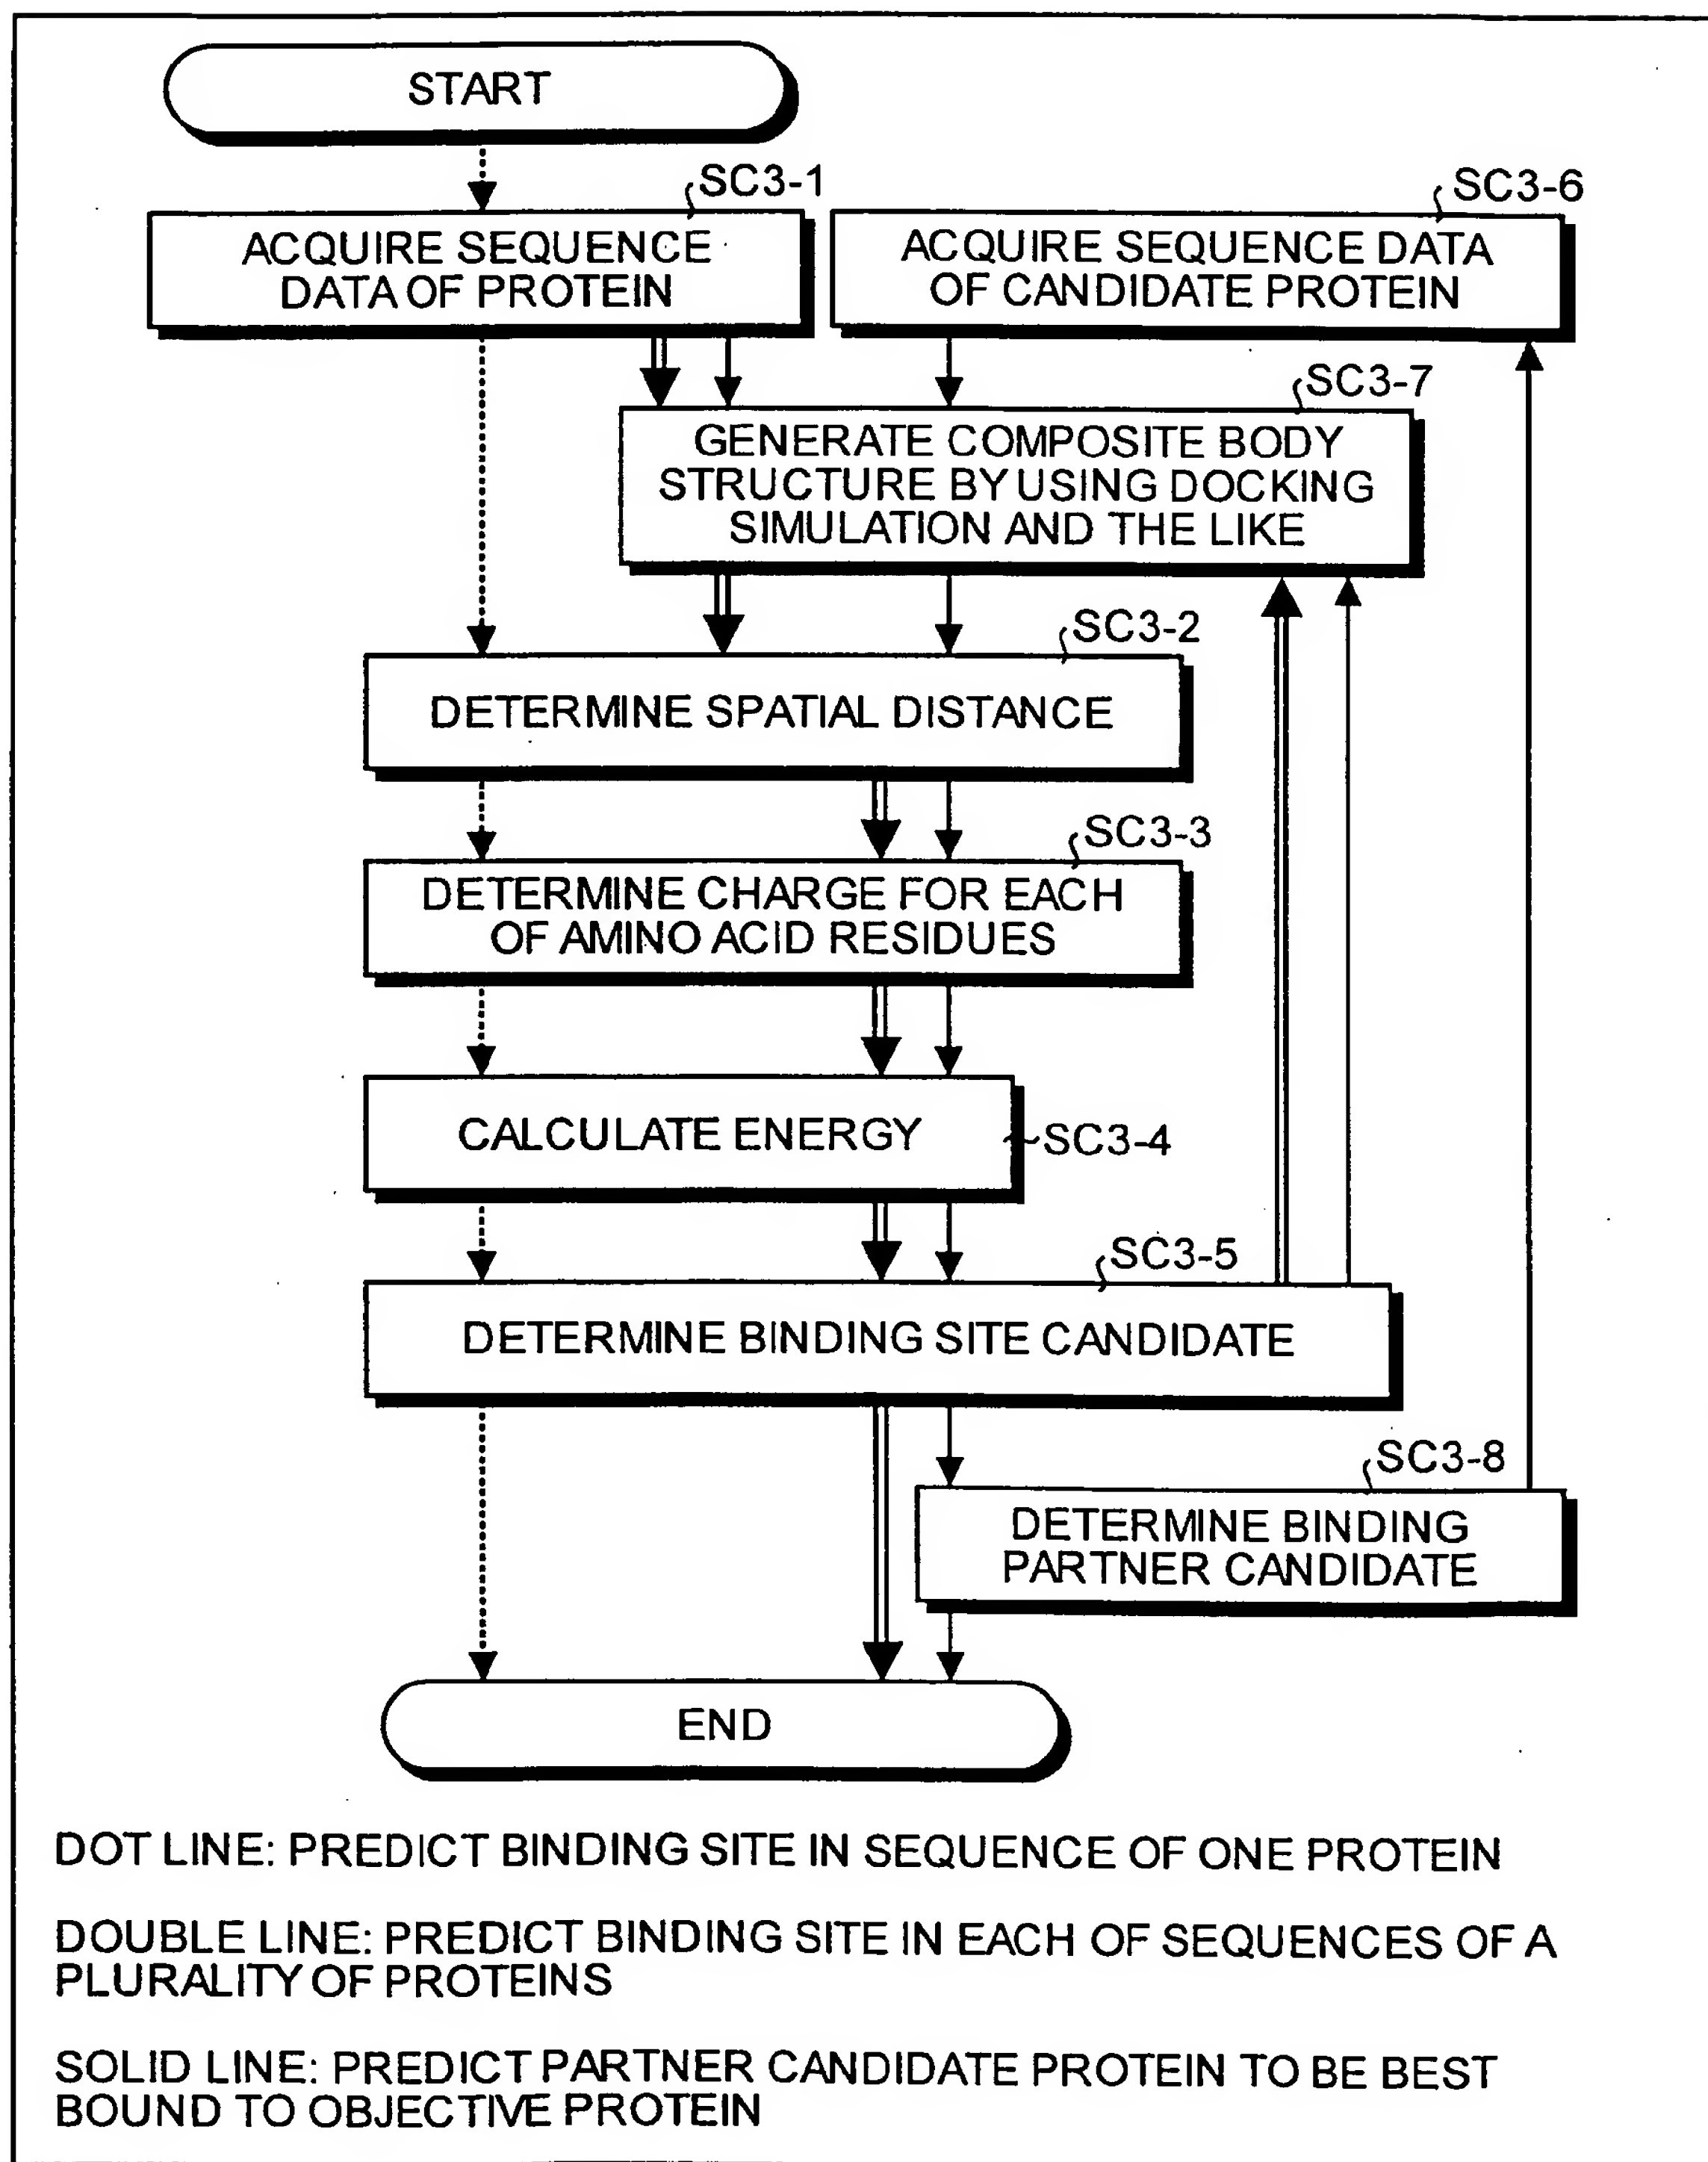 START
SC3-1
SC3-6
ACQUIRE SEQUENCE
DATA OF PROTEIN
ACQUIRE SEQUENCE DATA
OF CANDIDATE PROTEIN
SC3-7
GENERATE COMPOSITE BODY
STRUCTURE BY USING DOCKING
SIMULATION AND THE LIKE
SC3-2
DETERMINE SPATIAL DISTANCE
SC3-3
DETERMINE CHARGE FOR EACH
OF AMINO ACID RESIDUES
CALCULATE ENERGY
SC3-4
SC3-5
DETERMINE BINDING SITE CANDIDATE
SC3-8
DETERMINE BINDING
PARTNER CANDIDATE
END
DOT LINE: PREDICT BINDING SITE IN SEQUENCE OF ONE PROTEIN
DOUBLE LINE: PREDICT BINDING SITE IN EACH OF SEQUENCES OF A
PLURALITY OF PROTEINS
SOLID LINE: PREDICT PARTNER CANDIDATE PROTEIN TO BE BEST
BOUND TO OBJECTIVE PROTEIN